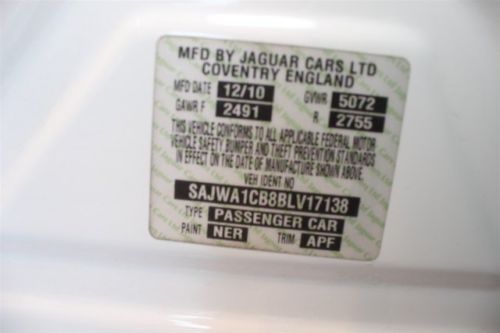 MFD BY JAGUAR CARS LTD
COVENTRY ENGLAND
MFD DATE 12/10 GVWR 5072
GAWR F 2491 R 2755
THIS VEHICLE CONFORMS TO ALL APPLICABLE FEDERAL MOTOR
VEHICLE SAFETY BUMPER AND THEFT PREVENTION STANDARDS
IN EFFECT ON THE DATE OF MANUFACTURE SHOWN ABOVE.
VEH IDENT NO
SAJWA1CB8BLV17138
TYPE PASSENGER CAR
PAINT NER TRIM APF